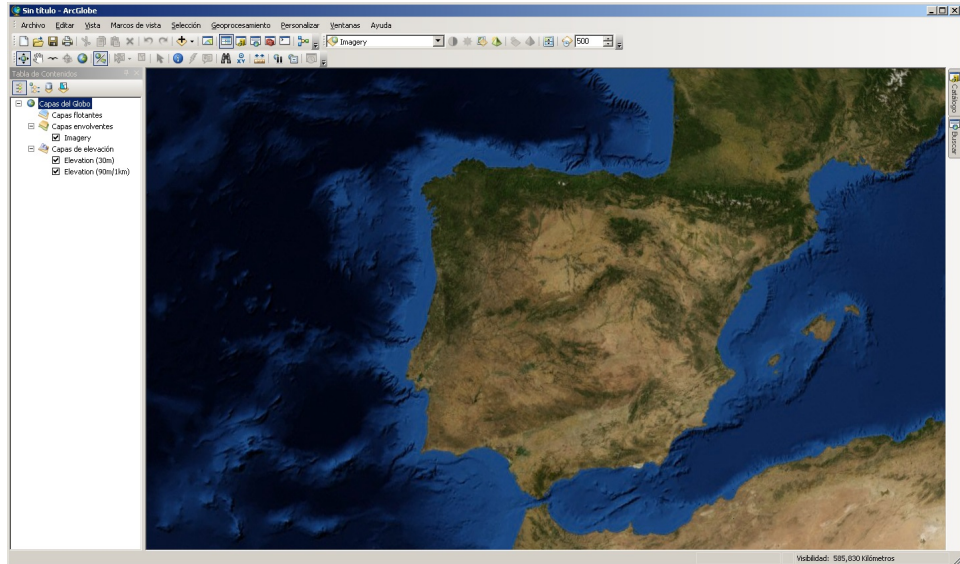 Sin título - ArcGlobe
Archivo Editar Vista Marcos de vista Selección Geoprocesamiento Personalizar Ventanas Ayuda
Imagery 500
Tabla de Contenidos
Capas del Globo
Capas flotantes
Capas envolventes
Imagery
Capas de elevación
Elevation (30m)
Elevation (90m/1km)
Catálogo
Buscar
Visibilidad: 585,830 Kilómetros